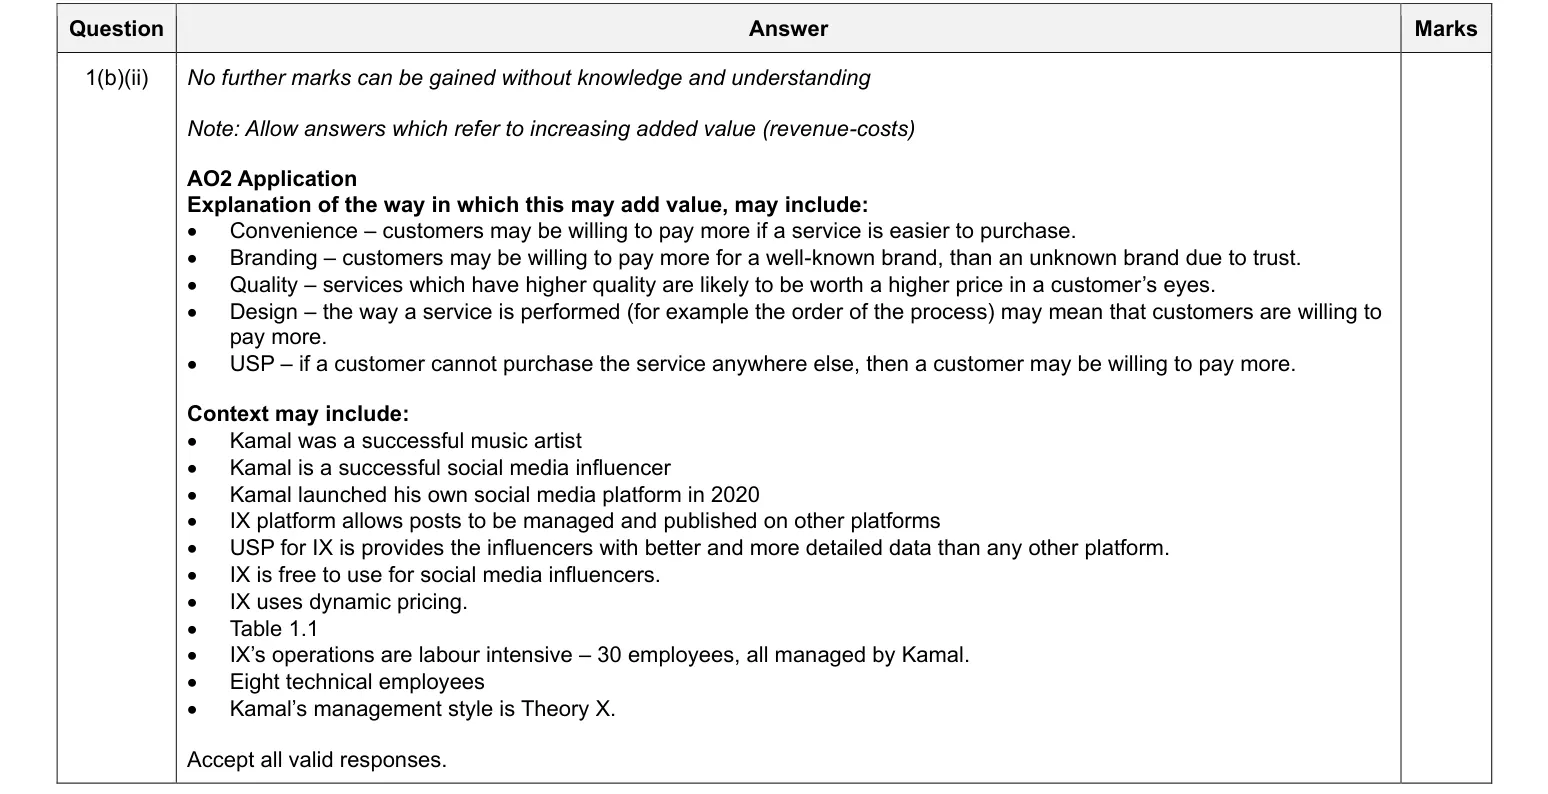 Question Answer Marks
1(b)(ii) No further marks can be gained without knowledge and understanding
Note: Allow answers which refer to increasing added value (revenue-costs)
AO2 Application
Explanation of the way in which this may add value, may include:
• Convenience – customers may be willing to pay more if a service is easier to purchase.
• Branding – customers may be willing to pay more for a well-known brand, than an unknown brand due to trust.
• Quality – services which have higher quality are likely to be worth a higher price in a customer’s eyes.
• Design – the way a service is performed (for example the order of the process) may mean that customers are willing to
pay more.
• USP – if a customer cannot purchase the service anywhere else, then a customer may be willing to pay more.
Context may include:
• Kamal was a successful music artist
• Kamal is a successful social media influencer
• Kamal launched his own social media platform in 2020
• IX platform allows posts to be managed and published on other platforms
• USP for IX is provides the influencers with better and more detailed data than any other platform.
• IX is free to use for social media influencers.
• IX uses dynamic pricing.
• Table 1.1
• IX’s operations are labour intensive – 30 employees, all managed by Kamal.
• Eight technical employees
• Kamal’s management style is Theory X.
Accept all valid responses.